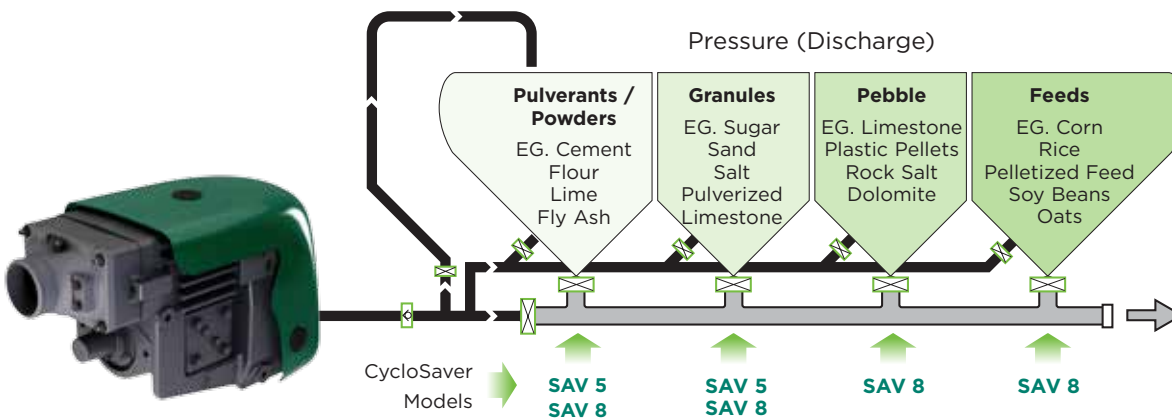 Pressure (Discharge)
Pulverants /
Powders
EG. Cement
Flour
Lime
Fly Ash
Granules
EG. Sugar
Sand
Salt
Pulverized
Limestone
Pebble
EG. Limestone
Plastic Pellets
Rock Salt
Dolomite
Feeds
EG. Corn
Rice
Pelletized Feed
Soy Beans
Oats
CycloSaver
Models
SAV 5
SAV 8
SAV 5
SAV 8
SAV 8
SAV 8